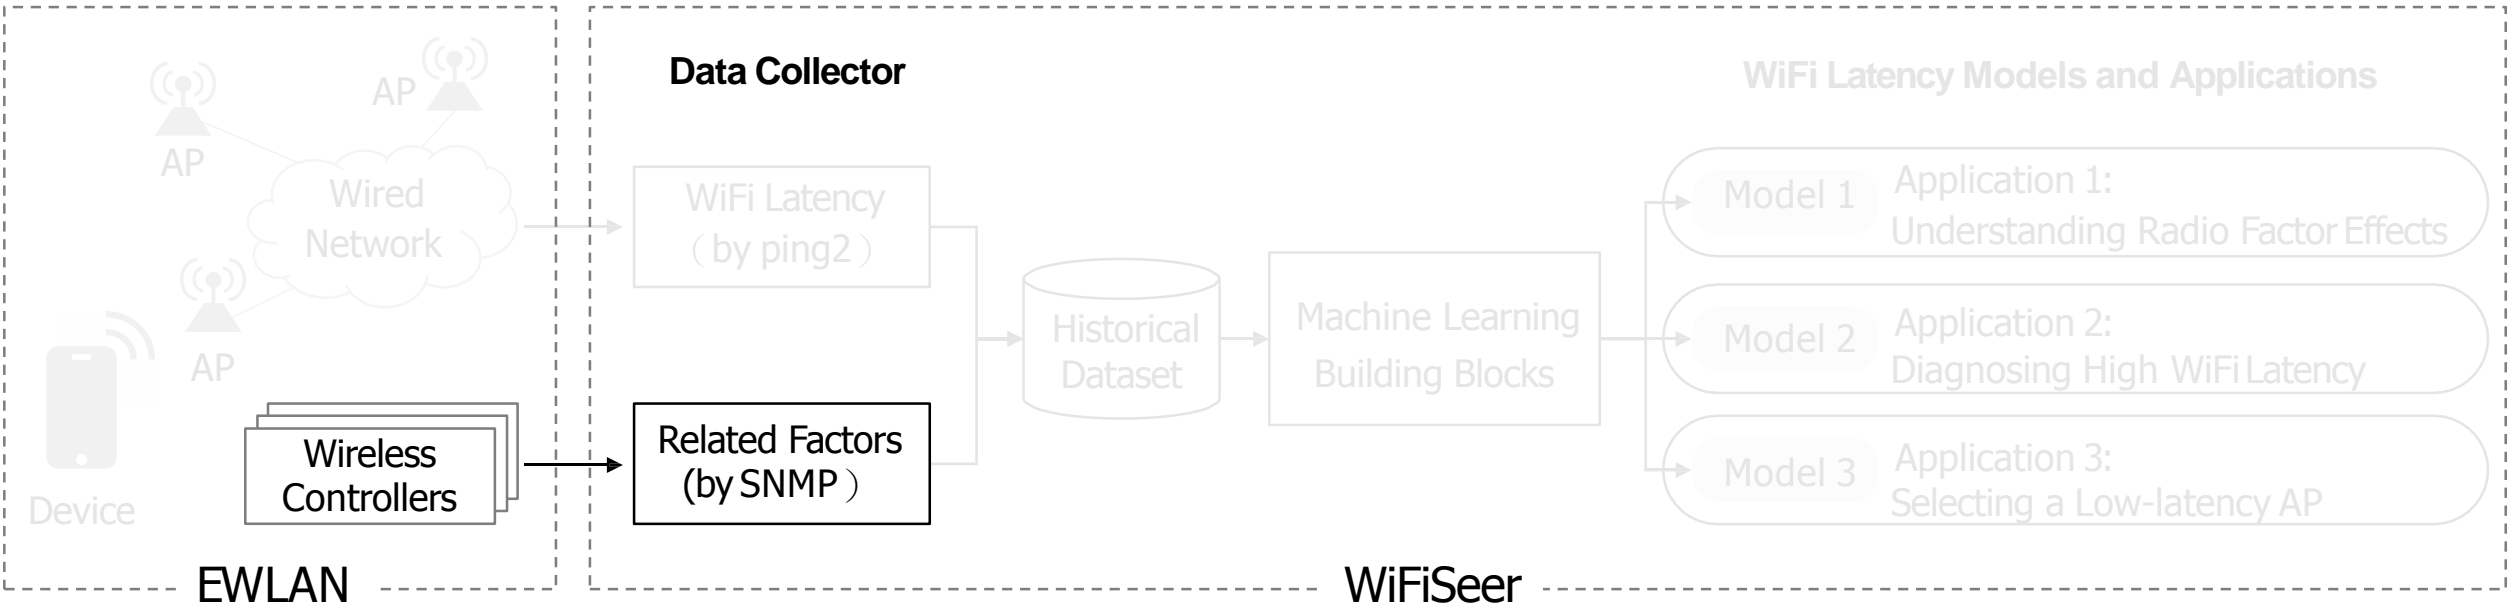 Data Collector
WiFi Latency Models and Applications
AP
AP
Wired
Network
AP
Device
Wireless
Controllers
EWLAN
WiFi Latency
（by ping2）
Related Factors
(by SNMP）
Historical
Dataset
Machine Learning
Building Blocks
Model 1
Application 1:
Understanding Radio Factor Effects
Model 2
Application 2:
Diagnosing High WiFi Latency
Model 3
Application 3:
Selecting a Low-latency AP
WiFiSeer